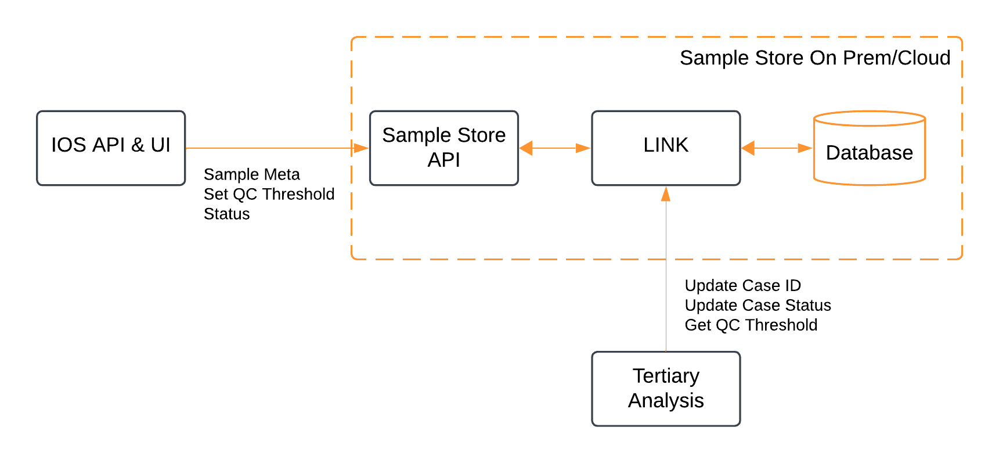 Sample Store On Prem/Cloud
IOS API & UI
Sample Store
API
LINK
Database
Sample Meta
Set QC Threshold
Status
Update Case ID
Update Case Status
Get QC Threshold
Tertiary
Analysis